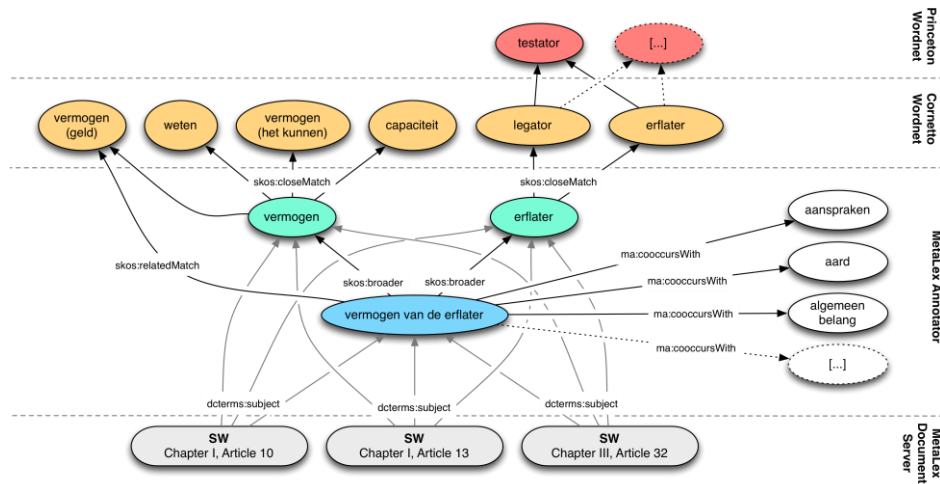 Princeton
Wordnet
testator
[...]
Cornetto
Wordnet
vermogen
(geld)
weten
vermogen
(het kunnen)
capaciteit
legator
erflater
skos:closeMatch
skos:closeMatch
MetaLex Annotator
vermogen
erflater
aanspraken
ma:cooccursWith
skos:relatedMatch
skos:broader
skos:broader
aard
ma:cooccursWith
vermogen van de erflater
ma:cooccursWith
algemeen
belang
ma:cooccursWith
[...]
dcterms:subject
dcterms:subject
dcterms:subject
MetaLex
Document
Server
SW
Chapter I, Article 10
SW
Chapter I, Article 13
SW
Chapter III, Article 32